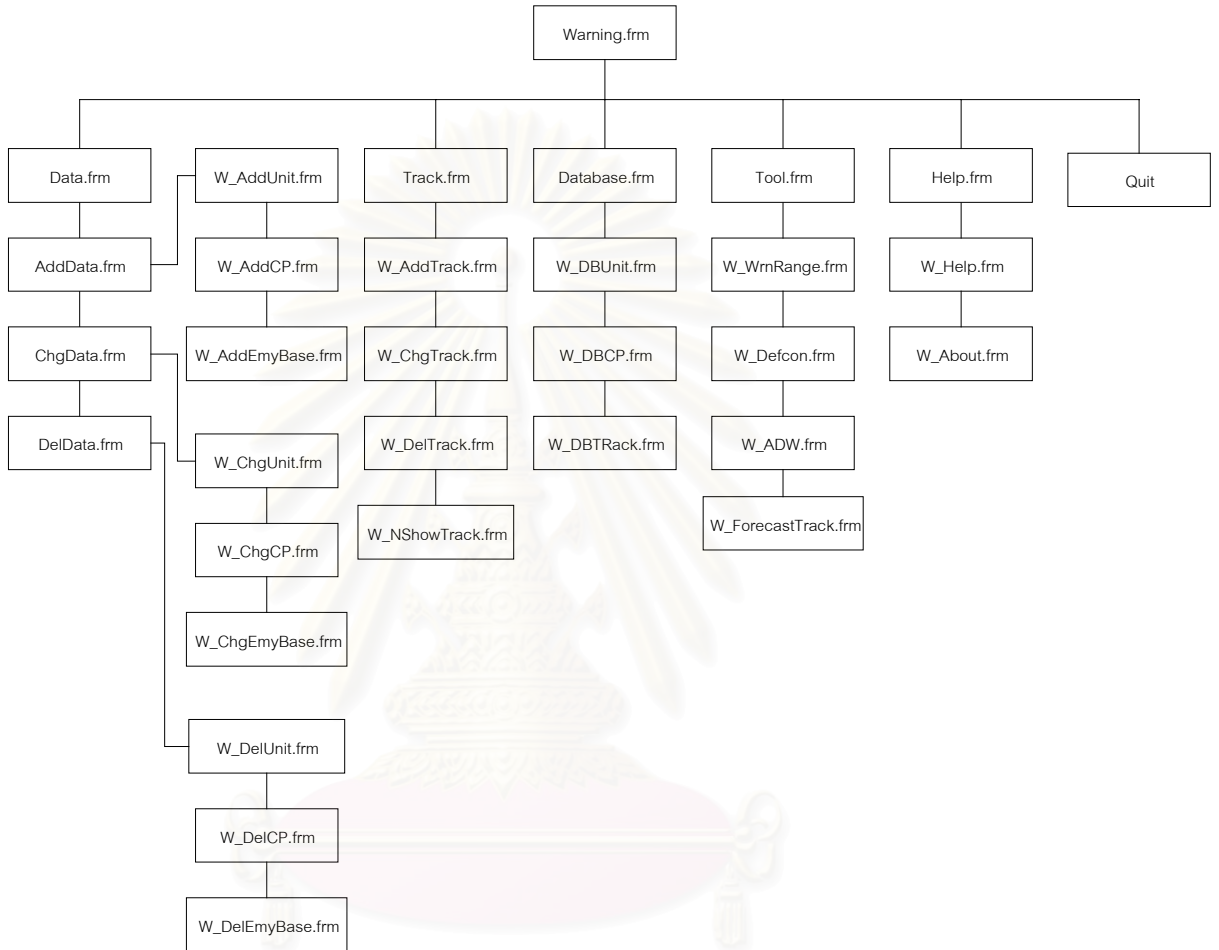 Warning.frm
Data.frm
W_AddUnit.frm
Track.frm
Database.frm
Tool.frm
Help.frm
Quit
AddData.frm
W_AddCP.frm
W_AddTrack.frm
W_DBUnit.frm
W_WrnRange.frm
W_Help.frm
ChgData.frm
W_AddEmyBase.frm
W_ChgTrack.frm
W_DBCP.frm
W_Defcon.frm
W_About.frm
DelData.frm
W_ChgUnit.frm
W_DelTrack.frm
W_DBTRack.frm
W_ADW.frm
W_NShowTrack.frm
W_ForecastTrack.frm
W_ChgCP.frm
W_ChgEmyBase.frm
W_DelUnit.frm
W_DelCP.frm
W_DelEmyBase.frm